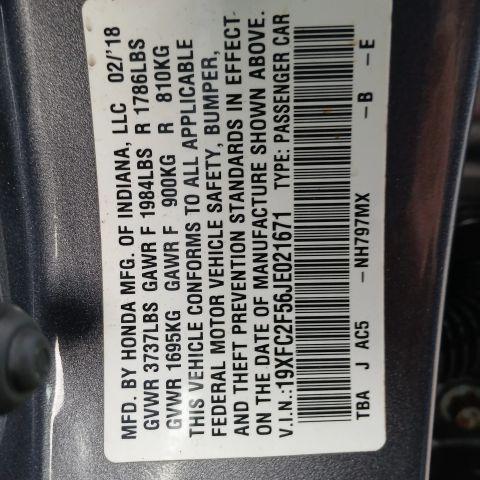 MFD. BY HONDA MFG. OF INDIANA, LLC 02/'18
GVWR 3737LBS GAWR F 1984LBS R 1786LBS
GVWR 1695KG GAWR F 900KG R 810KG
THIS VEHICLE CONFORMS TO ALL APPLICABLE
FEDERAL MOTOR VEHICLE SAFETY, BUMPER,
AND THEFT PREVENTION STANDARDS IN EFFECT
ON THE DATE OF MANUFACTURE SHOWN ABOVE.
V.I.N.:19XFC2F56JE021671 TYPE: PASSENGER CAR
TBA J AC5 -NH797MX -B -E